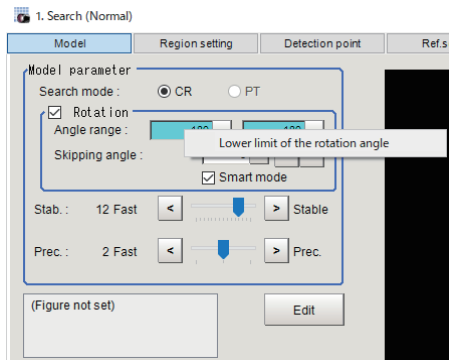 1. Search (Normal)
Model Region setting Detection point
Model parameter
Search mode : CR PT
Rotation
Angle range :
Lower limit of the rotation angle
Skipping angle :
Smart mode
Stab. : 12 Fast < > Stable
Prec. : 2 Fast < > Prec.
(Figure not set)
Edit